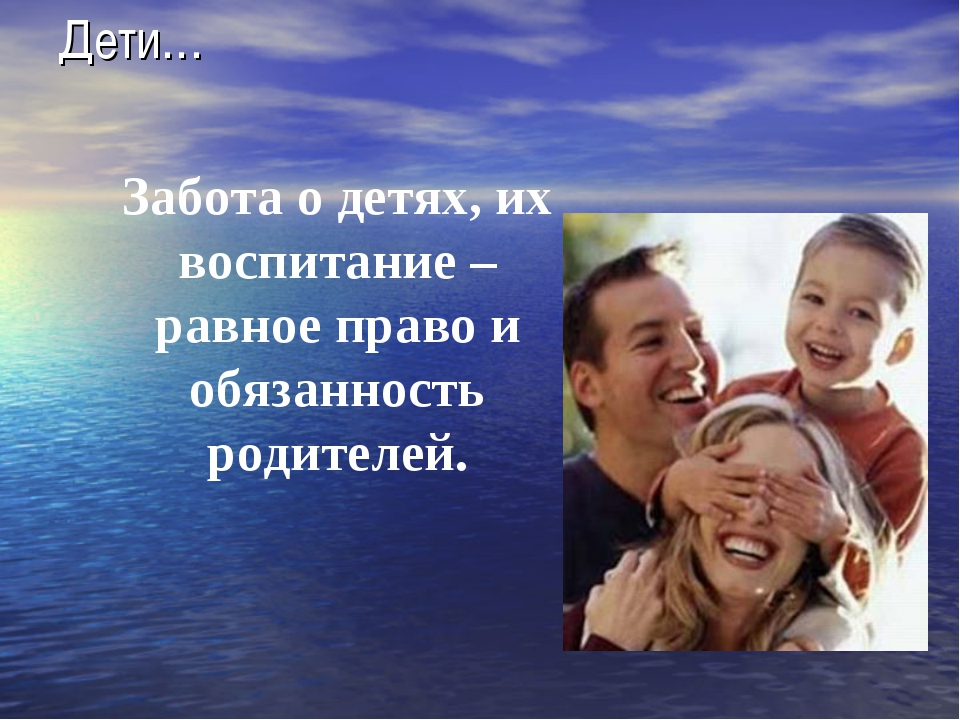 Дети…
Забота о детях, их
воспитание –
равное право и
обязанность
родителей.